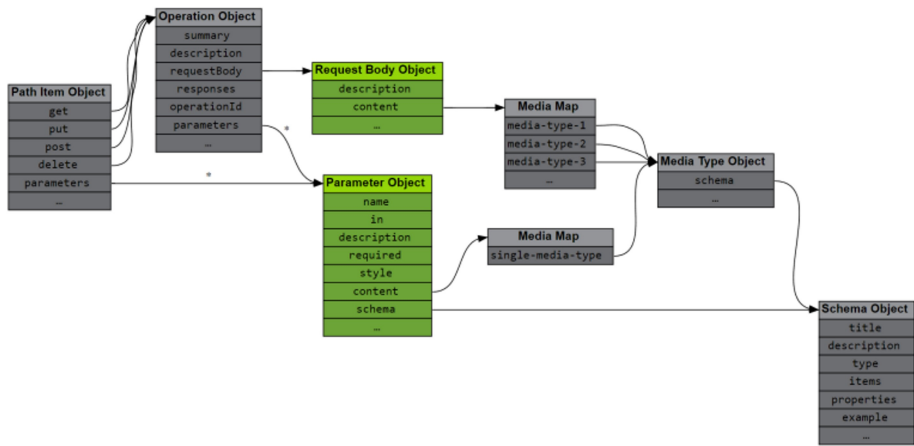 Operation Object
summary
description
requestBody
responses
operationId
parameters
…
Path Item Object
get
put
post
delete
parameters
…
Request Body Object
description
content
…
*
*
Parameter Object
name
in
description
required
style
content
schema
…
Media Map
media-type-1
media-type-2
media-type-3
…
Media Map
single-media-type
Media Type Object
schema
…
Schema Object
title
description
type
items
properties
example
…